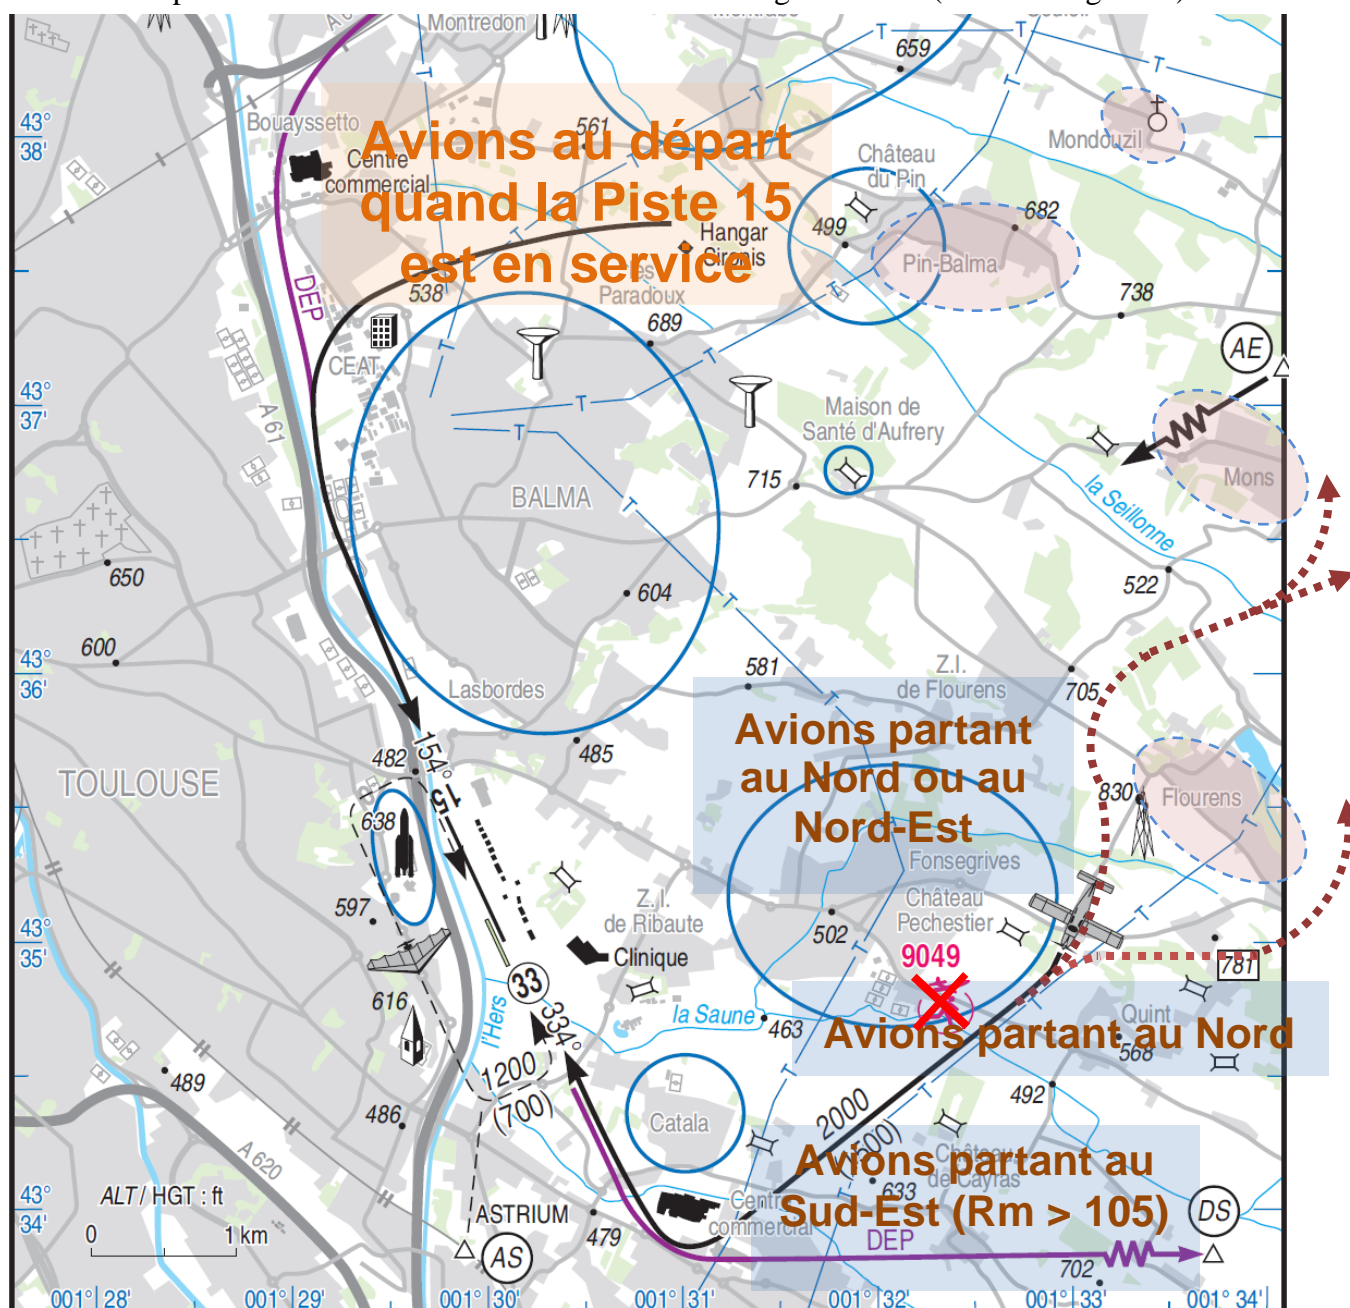 Montredon
659
43°
38'
Bouayssetto
Avions au départ
561
Mondouzil
Centre
commercial
Château
du Pin
quand la Piste 15
499
682
Hangar
Sironis
est en service
les
Paradoux
Pin-Balma
DEP
538
689
738
CEAT
AE
43°
37'
A 61
Maison de
Santé d'Aufrery
BALMA
715
Mons
la Seillonne
650
604
522
600
43°
36'
581
Z.I.
de Flourens
705
Lasbordes
Avions partant
au Nord ou au
Nord-Est
482
154°
485
TOULOUSE
15
830
Flourens
638
Fonsegrives
597
Z. I.
de Ribaute
Château
Pechestier
502
43°
35'
Clinique
9049
781
33
616
334°
l'Hers
la Saune
463
Quint
Avions partant au Nord
568
489
1200
(700)
492
486
Catala
2000
(1500)
A 620
Avions partant au
Château
de Cayras
43°
34'
ALT / HGT : ft
633
Centre
commercial
Sud-Est (Rm > 105)
DS
0
1 km
ASTRIUM
479
DEP
AS
702
001° 28'
001° 29'
001° 30'
001° 31'
001° 32'
001° 33'
001° 34'